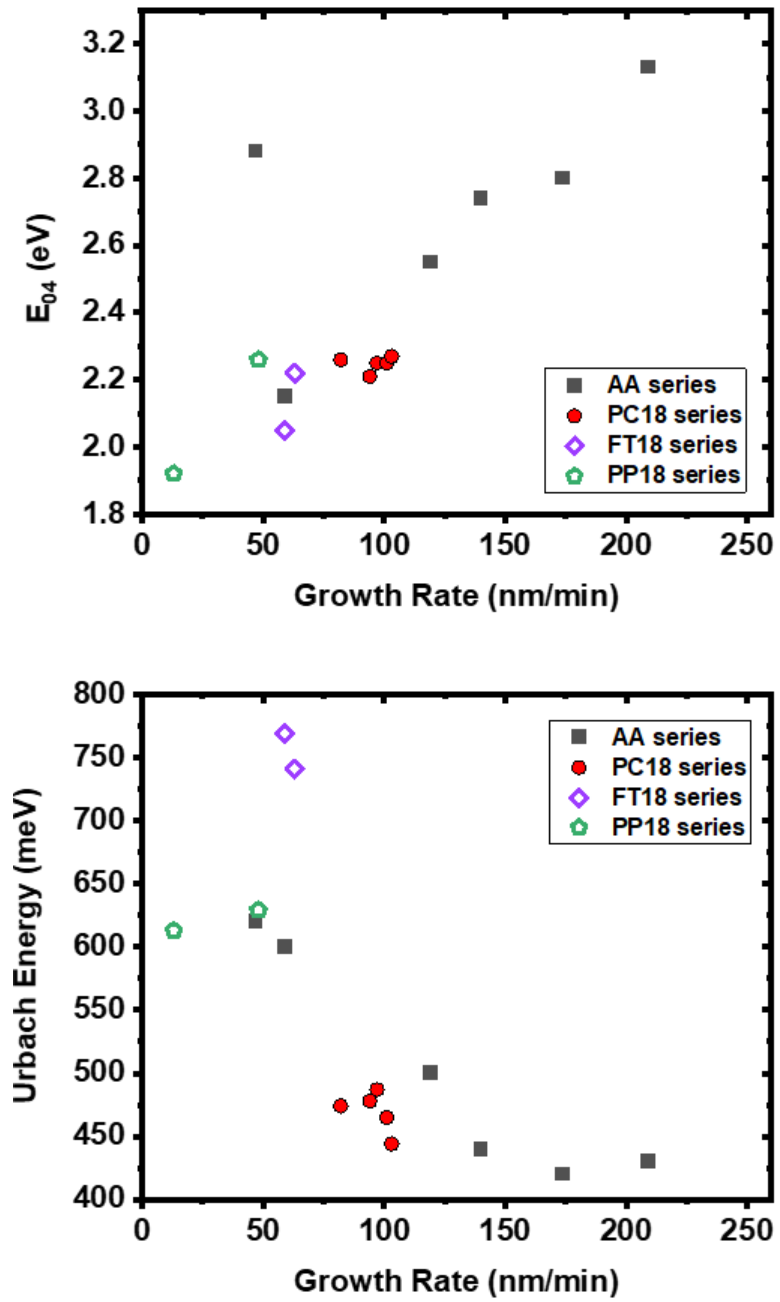 3.2
3.0
2.8
2.6
2.4
2.2
2.0
1.8
E04 (eV)
AA series
PC18 series
FT18 series
PP18 series
0 50 100 150 200 250
Growth Rate (nm/min)
800
750
700
650
600
550
500
450
400
Urbach Energy (meV)
AA series
PC18 series
FT18 series
PP18 series
0 50 100 150 200 250
Growth Rate (nm/min)